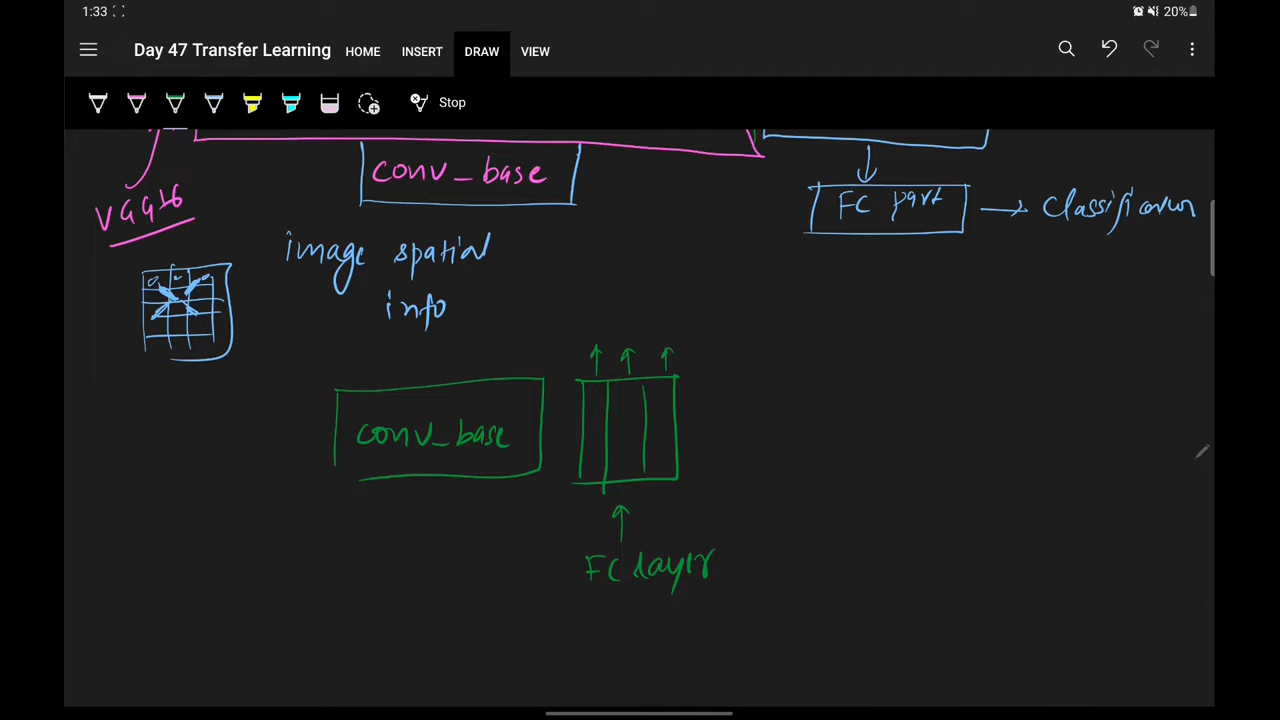 1:33
20%
Day 47 Transfer Learning HOME INSERT DRAW VIEW
Stop
conv_base
VGG16
FC part → Classification
image spatial
info
conv_base
FC layer